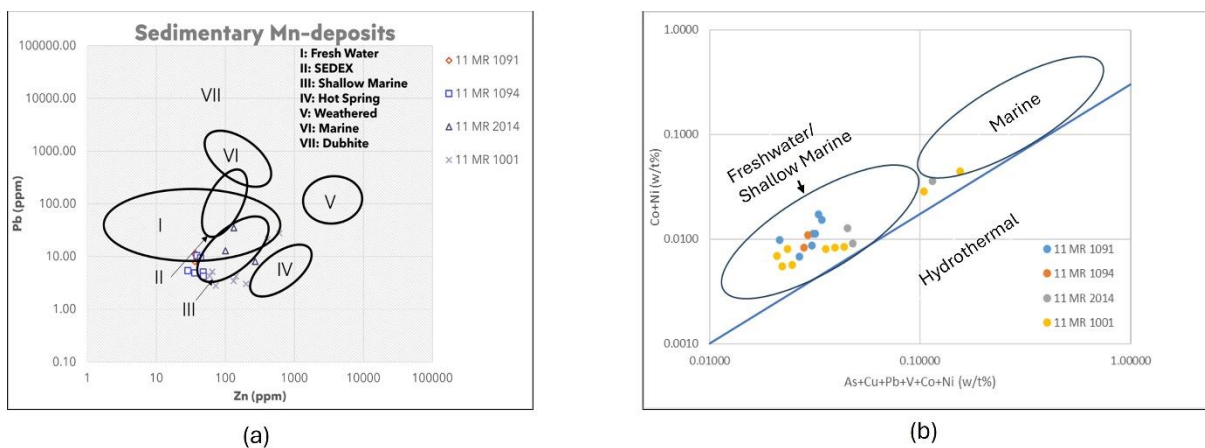 Sedimentary Mn-deposits
100000.00
10000.00
1000.00
100.00
10.00
1.00
0.10
Pb (ppm)
1
10
100
1000
10000
100000
Zn (ppm)
I: Fresh Water
II: SEDEX
III: Shallow Marine
IV: Hot Spring
V: Weathered
VI: Marine
VII: Dubhite
VII
VI
V
I
IV
II
III
11 MR 1091
11 MR 1094
11 MR 2014
11 MR 1001
(a)
1.0000
0.1000
0.0100
0.0010
Co+Ni (w/t%)
0.01000
0.10000
1.00000
As+Cu+Pb+V+Co+Ni (w/t%)
Marine
Freshwater/
Shallow Marine
Hydrothermal
11 MR 1091
11 MR 1094
11 MR 2014
11 MR 1001
(b)